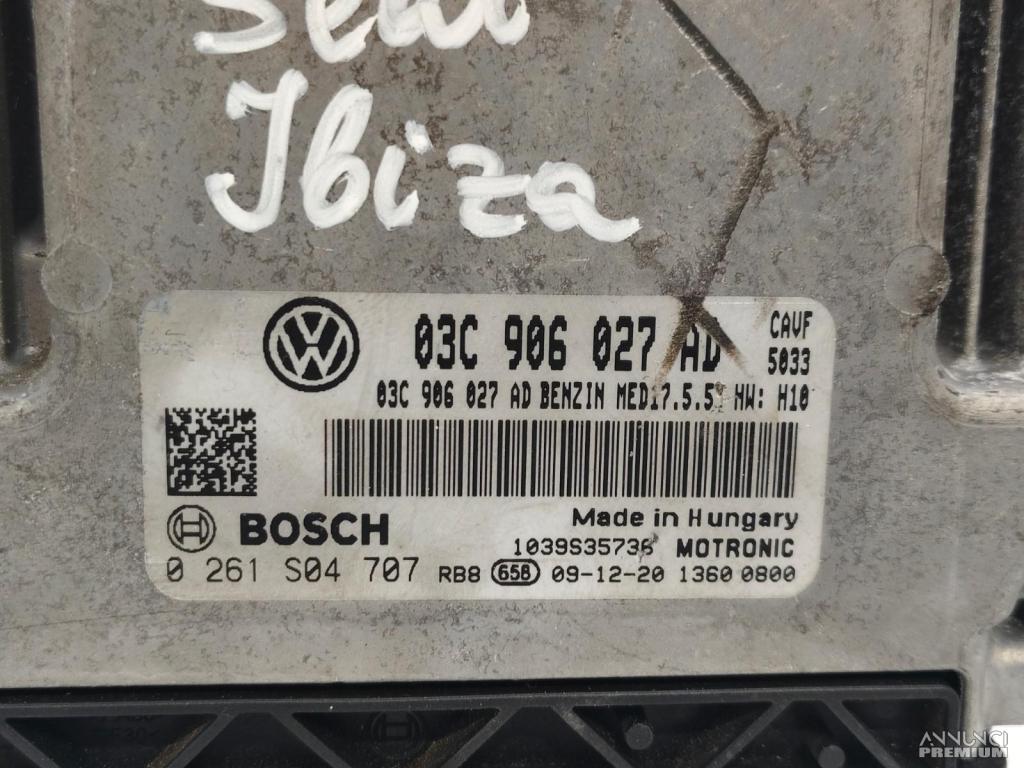 Seat
Ibiza
03C 906 027 AD
CAVF
5033
03C 906 027 AD BENZIN MED17.5.5 HW: H10
BOSCH
Made in Hungary
1039S35736 MOTRONIC
0 261 S04 707 RB8 658 09-12-20 1360 0800
ANNUNCI
PREMIUM